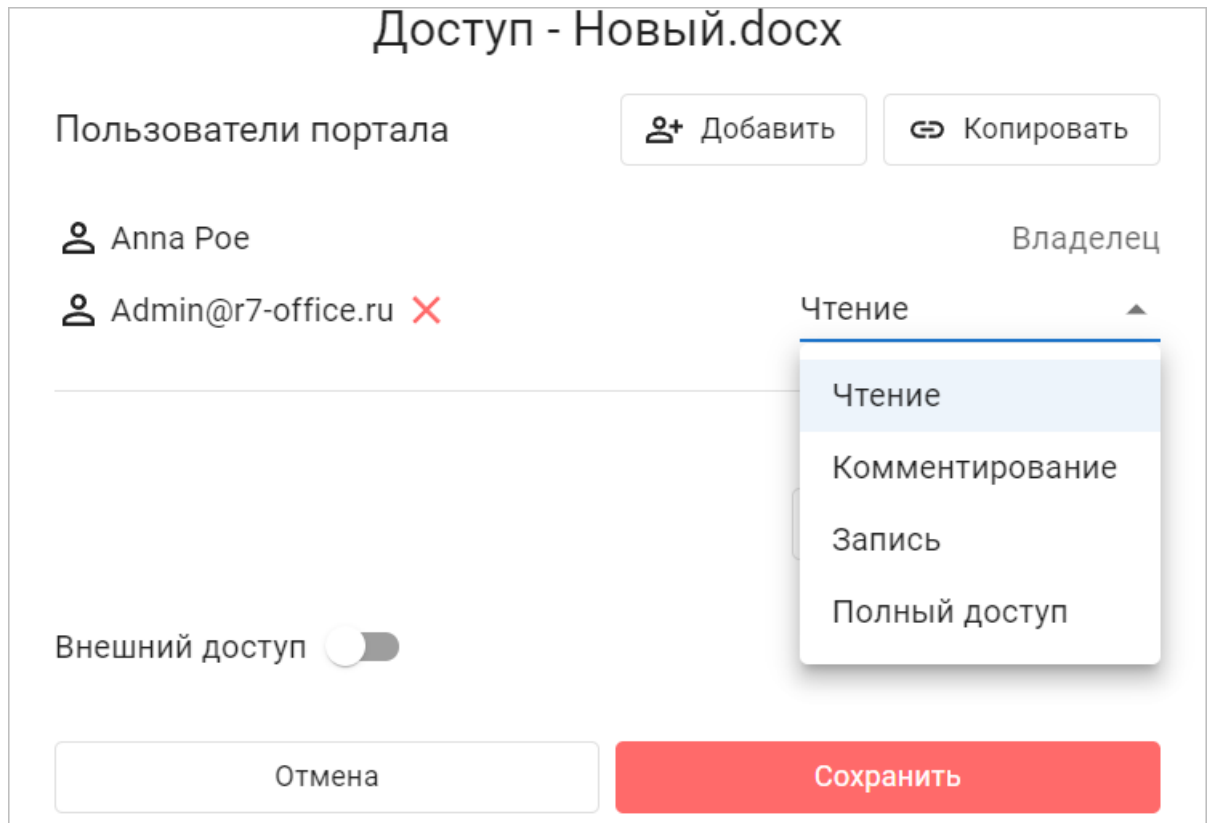 Доступ - Новый.docx
Пользователи портала
Добавить
Копировать
Anna Poe
Владелец
Admin@r7-office.ru
Чтение
Чтение
Комментирование
Запись
Полный доступ
Внешний доступ
Отмена
Сохранить